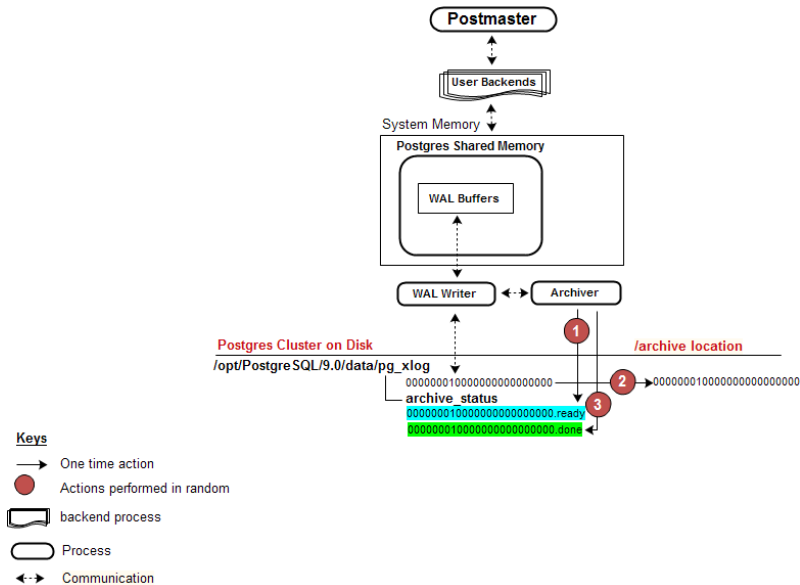 Postmaster
User Backends
System Memory
Postgres Shared Memory
WAL Buffers
WAL Writer
Archiver
1
Postgres Cluster on Disk
/archive location
/opt/PostgreSQL/9.0/data/pg_xlog
000000010000000000000000
2
000000010000000000000000
archive_status
3
000000010000000000000000.ready
000000010000000000000000.done
Keys
One time action
Actions performed in random
backend process
Process
Communication